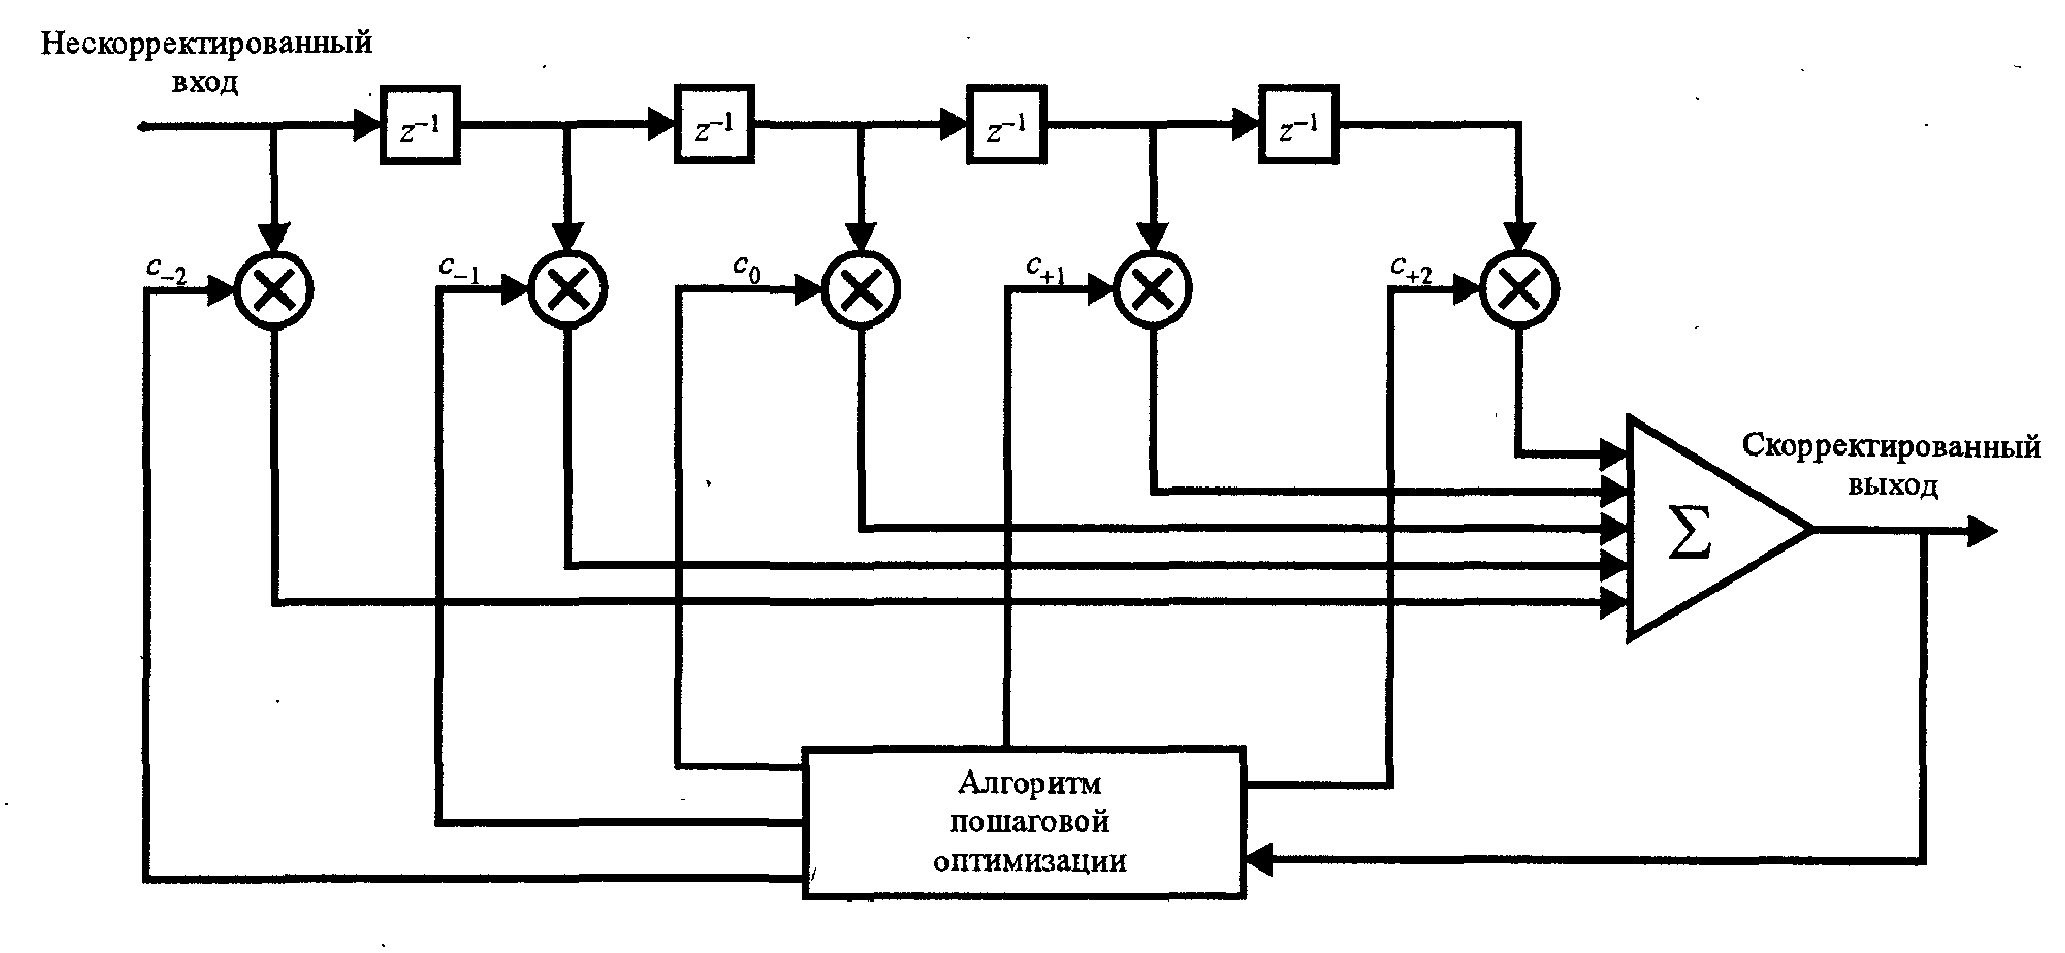 Нескорректированный
вход
z⁻¹
z⁻¹
z⁻¹
z⁻¹
c₋₂
c₋₁
c₀
c₊₁
c₊₂
Скорректированный
выход
Σ
Алгоритм
пошаговой
оптимизации